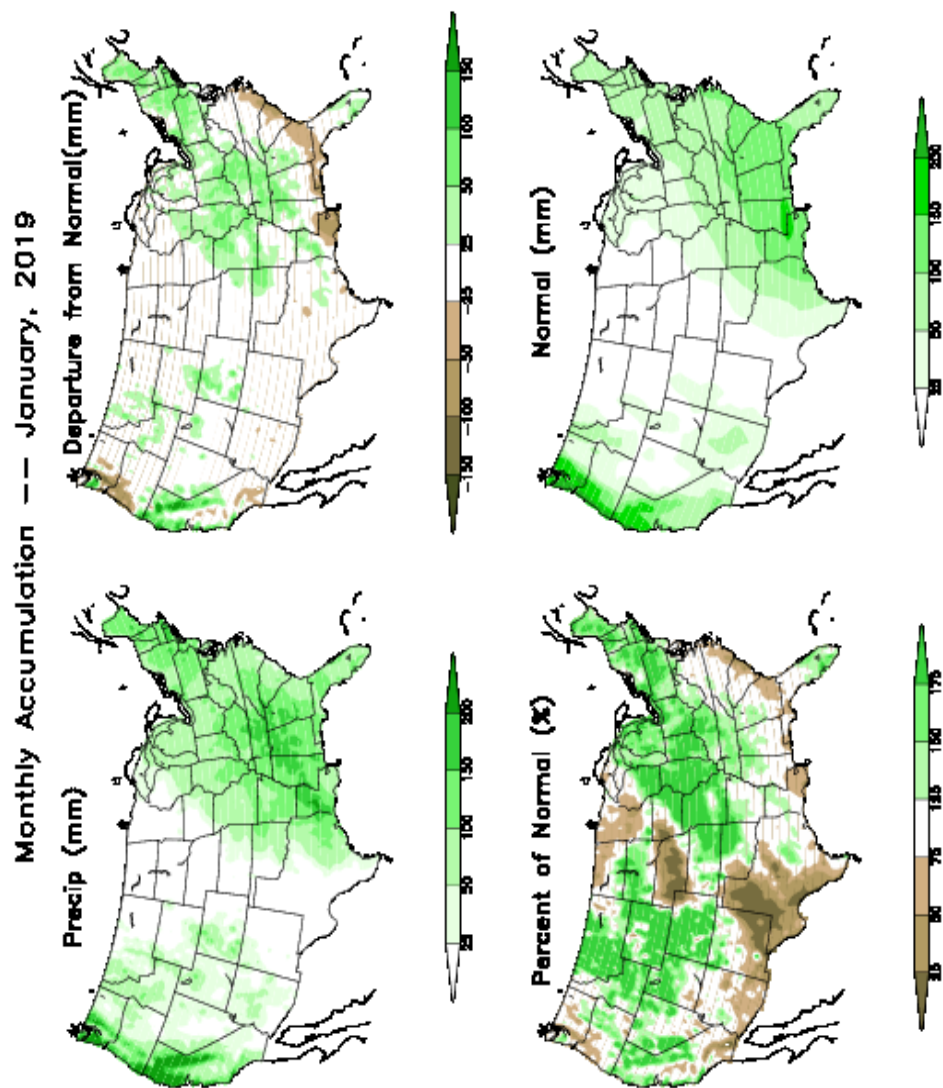 Monthly Accumulation —— January, 2019
Precip (mm)
Departure from Normal(mm)
25 50 100 150 200
-150 -100 -50 -25 25 50 100 150
Percent of Normal (%)
Normal (mm)
25 50 75 125 150 175
25 50 100 150 200